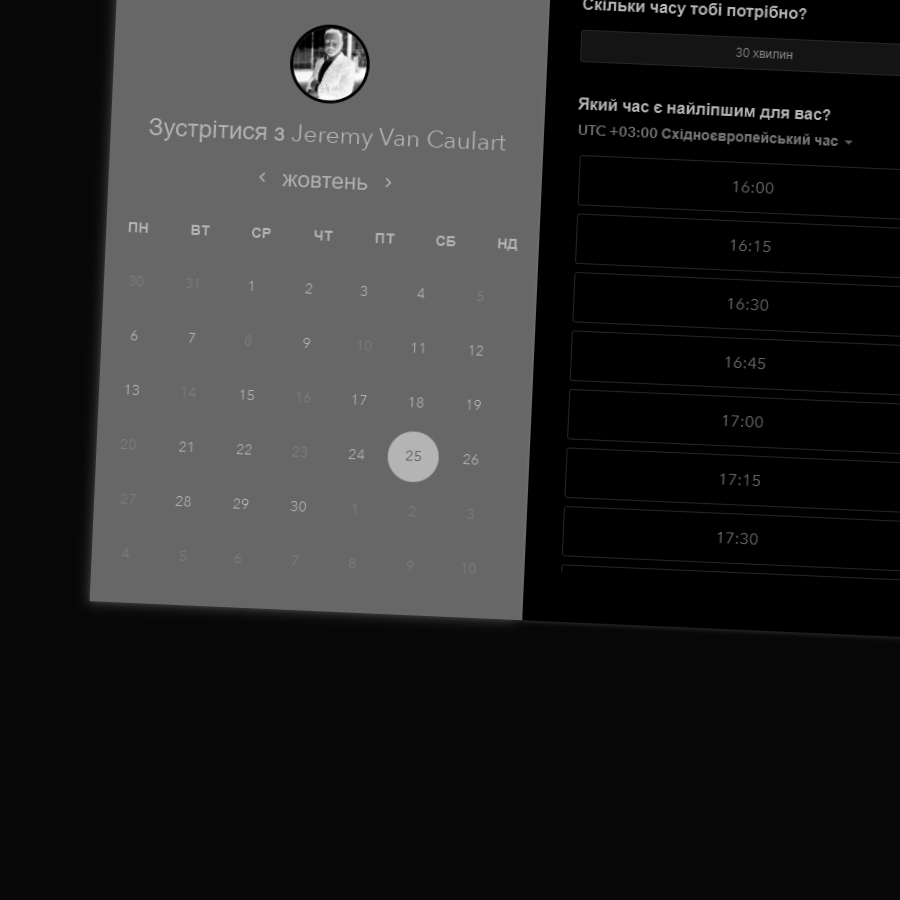 Зустрітися з Jeremy Van Caulart
жовтень
ПН ВТ СР ЧТ ПТ СБ НД
30 31 1 2 3 4 5
6 7 8 9 10 11 12
13 14 15 16 17 18 19
20 21 22 23 24 25 26
27 28 29 30 1 2 3
4 5 6 7 8 9 10
Скільки часу тобі потрібно?
30 хвилин
Який час є найліпшим для вас?
UTC +03:00 Східноєвропейський час
16:00
16:15
16:30
16:45
17:00
17:15
17:30